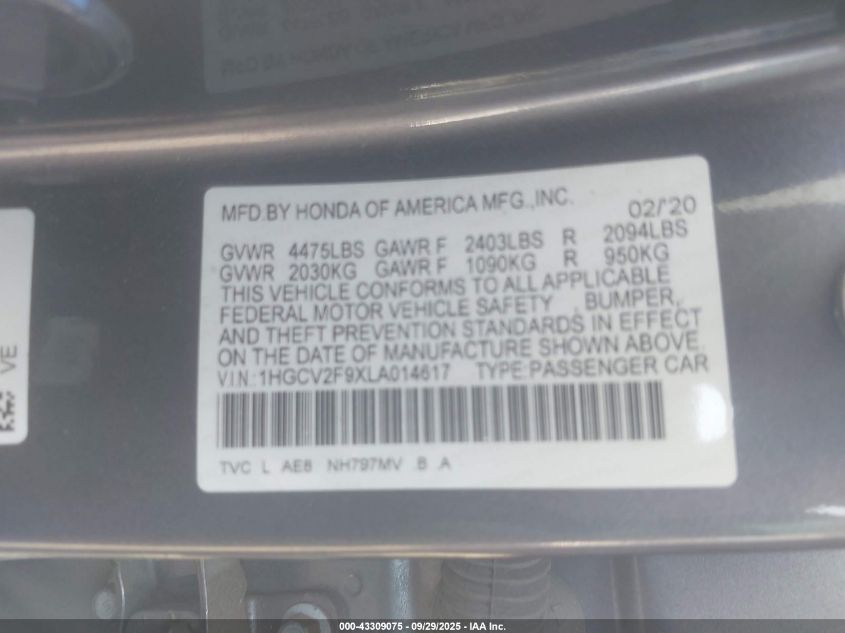 MFD.BY HONDA OF AMERICA MFG.,INC. 02/'20
GVWR 4475LBS GAWR F 2403LBS R 2094LBS
GVWR 2030KG GAWR F 1090KG R 950KG
THIS VEHICLE CONFORMS TO ALL APPLICABLE
FEDERAL MOTOR VEHICLE SAFETY , BUMPER,
AND THEFT PREVENTION STANDARDS IN EFFECT
ON THE DATE OF MANUFACTURE SHOWN ABOVE.
VIN:1HGCV2F9XLA014617 TYPE:PASSENGER CAR
TVC L AE8 NH797MV B A
VE
000-43309075 - 09/29/2025 - IAA Inc.